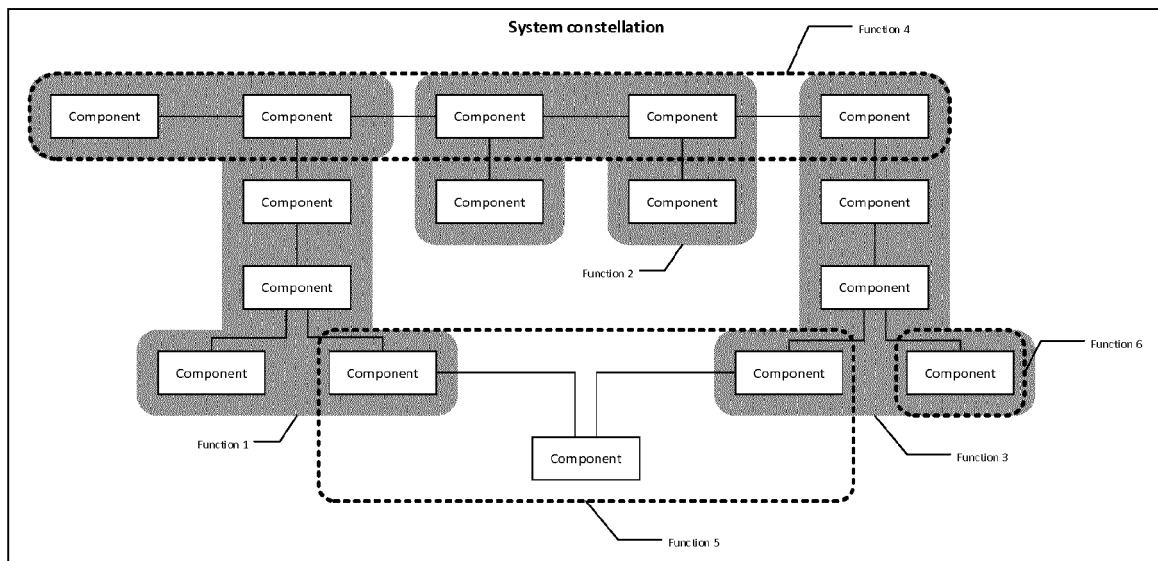 System constellation
Function 4
Component Component Component Component Component
Component Component Component Component
Function 2
Component Component
Function 6
Component Component Component Component
Function 1
Component
Function 3
Function 5